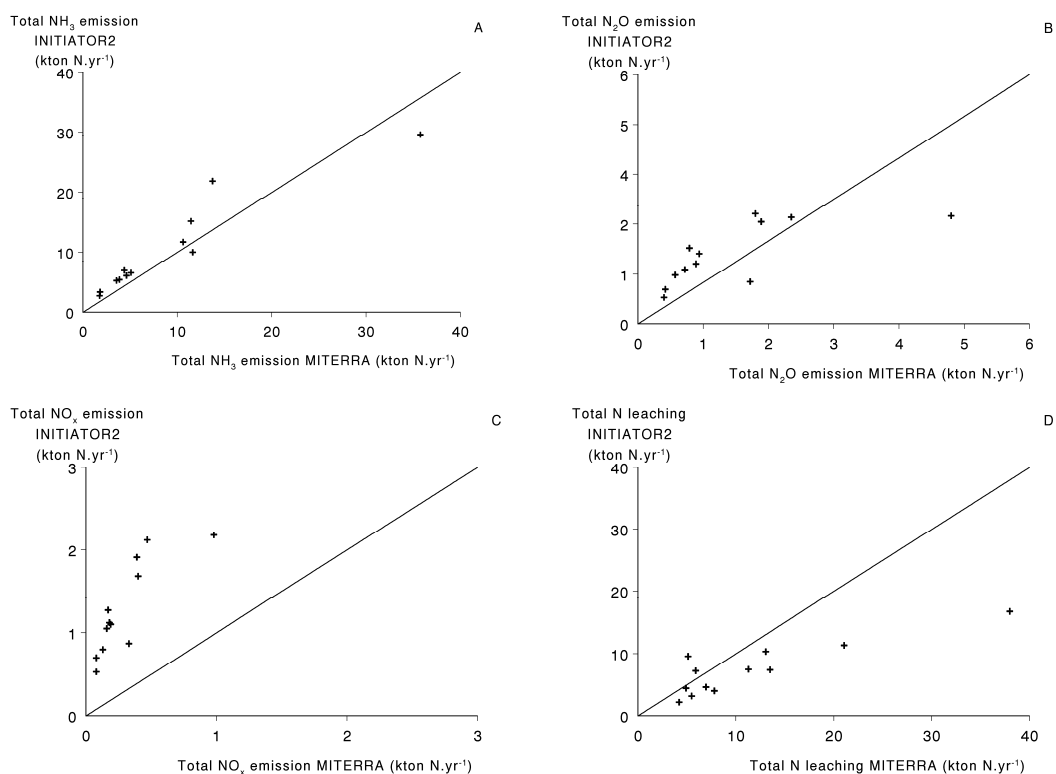 Total NH₃ emission
INITIATOR2
(kton N.yr⁻¹)
A
40
30
20
10
0
0 10 20 30 40
Total NH₃ emission MITERRA (kton N.yr⁻¹)
Total N₂O emission
INITIATOR2
(kton N.yr⁻¹)
B
6
5
4
2
1
0
0 1 2 3 4 5 6
Total N₂O emission MITERRA (kton N.yr⁻¹)
Total NOₓ emission
INITIATOR2
(kton N.yr⁻¹)
C
3
2
1
0
0 1 2 3
Total NOₓ emission MITERRA (kton N.yr⁻¹)
Total N leaching
INITIATOR2
(kton N.yr⁻¹)
D
40
30
20
10
0
0 10 20 30 40
Total N leaching MITERRA (kton N.yr⁻¹)